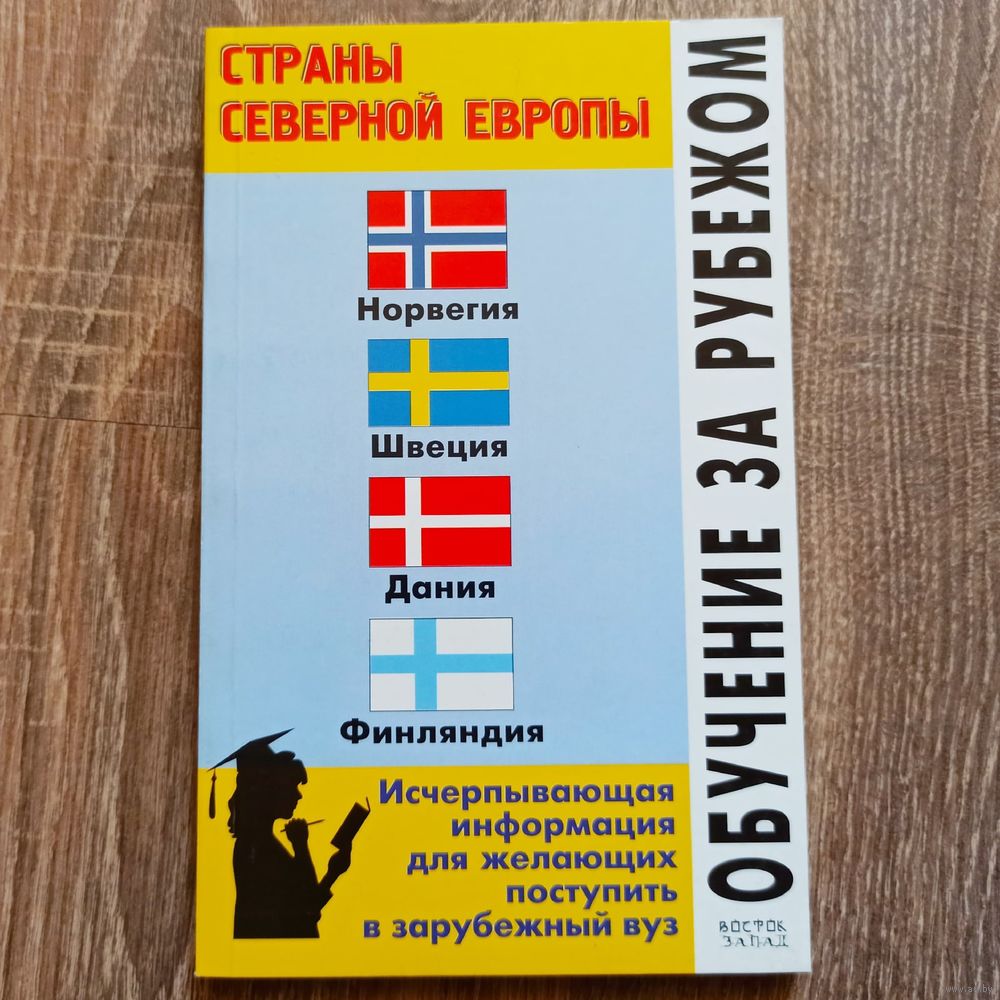 СТРАНЫ
СЕВЕРНОЙ ЕВРОПЫ
Норвегия
Швеция
Дания
Финляндия
Исчерпывающая
информация
для желающих
поступить
в зарубежный вуз
ОБУЧЕНИЕ ЗА РУБЕЖОМ
ВОСТОК
ЗАПАД